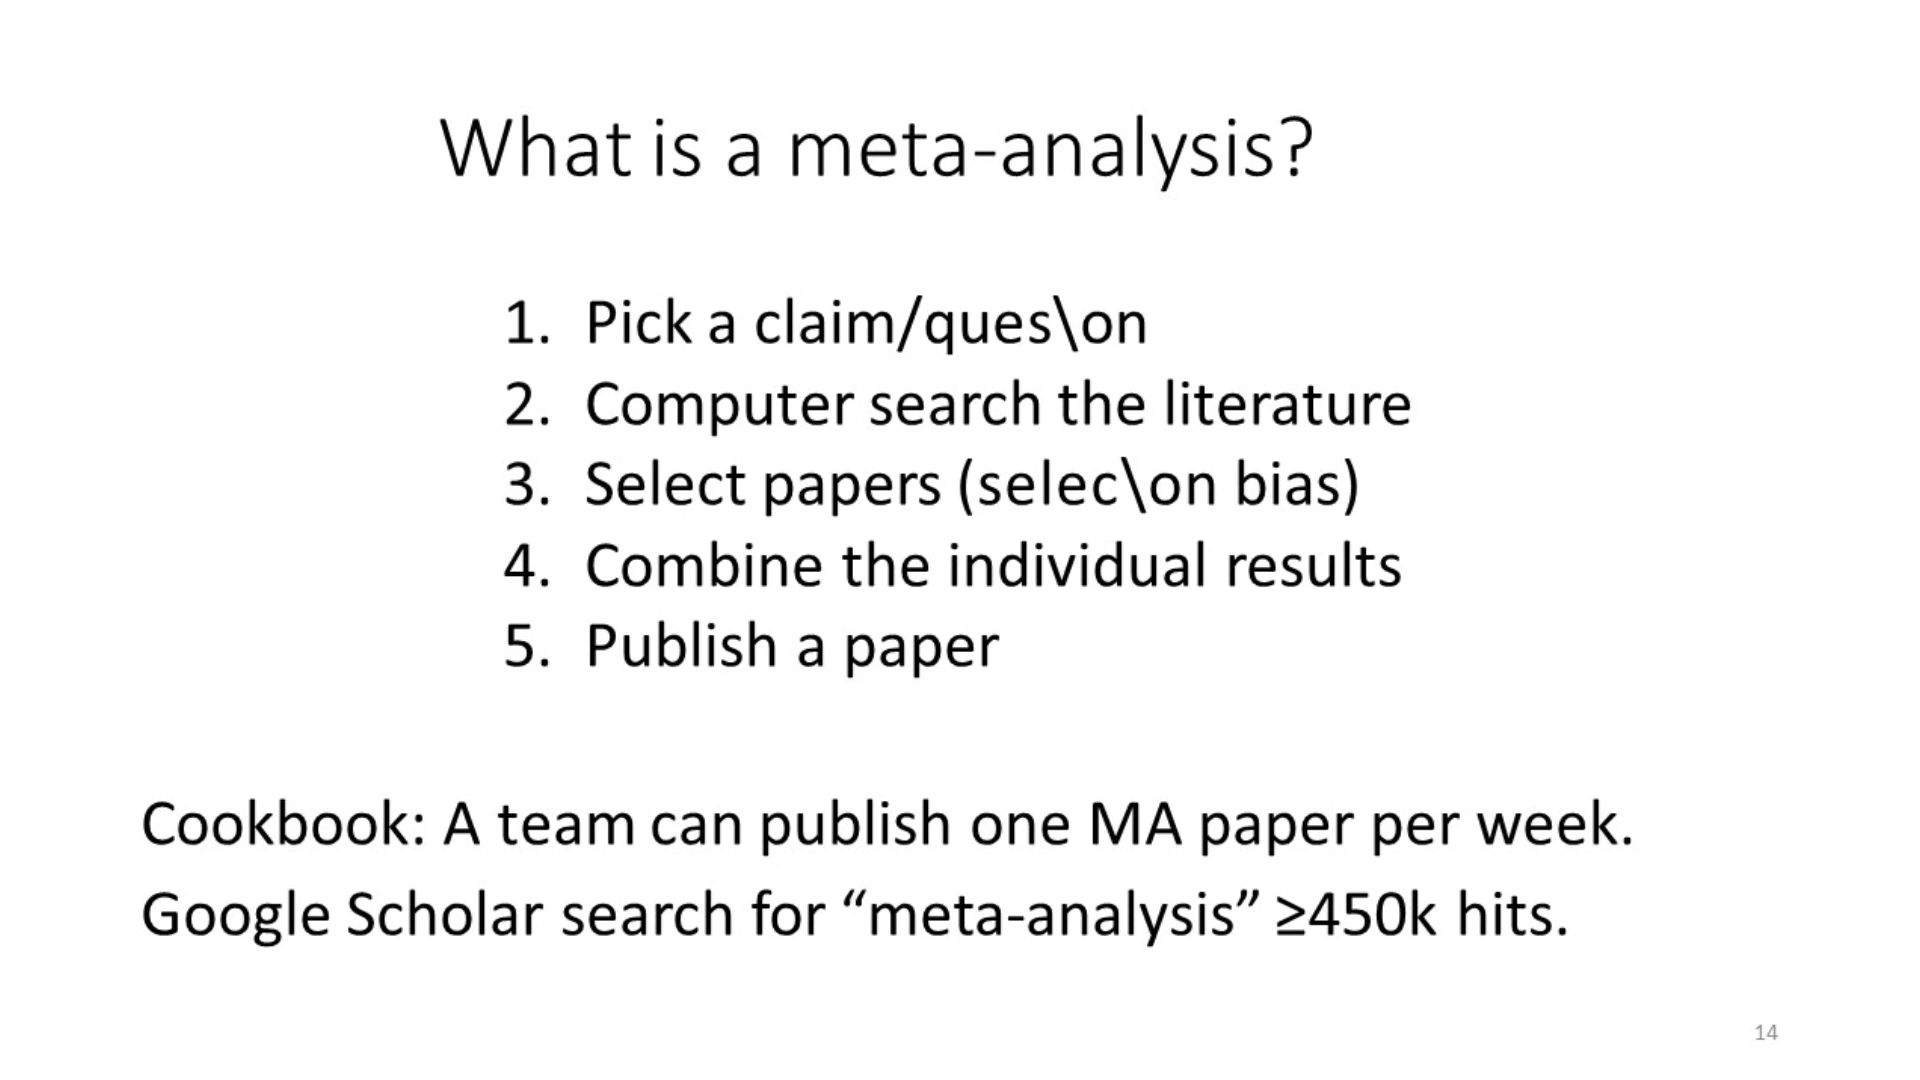 What is a meta-analysis?
1. Pick a claim/ques\on
2. Computer search the literature
3. Select papers (selec\on bias)
4. Combine the individual results
5. Publish a paper
Cookbook: A team can publish one MA paper per week.
Google Scholar search for “meta-analysis” ≥450k hits.
14